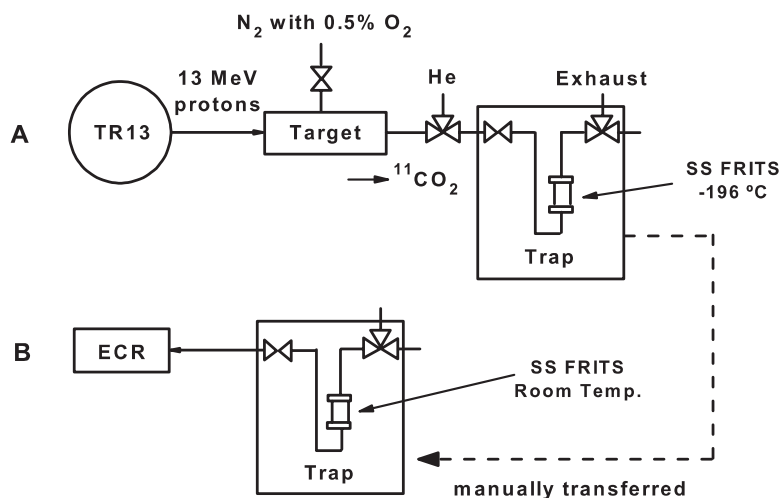 N₂ with 0.5% O₂
13 MeV
protons
He
Exhaust
A
TR13
Target
¹¹CO₂
SS FRITS
-196 ºC
Trap
B
ECR
SS FRITS
Room Temp.
Trap
manually transferred